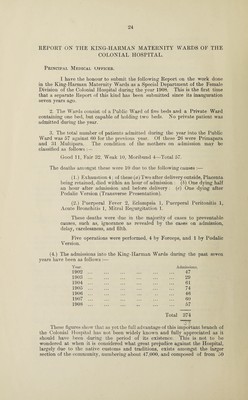 24
REPORT ON THE KING-HARMAN MATERNITY WARDS OF THE
COLONIAL HOSPITAL.
PRINCIPAL MEDICAL OFFICER.
I have the honour to submit the following Report on the work done
in the King-Harman Maternity Wards as a Special Department of the Female
Division of the Colonial Hospital during the year 1908. This is the first time
that a separate Report of this kind has been submitted since its inauguration
seven years ago.
2. The Wards consist of a Public Ward of five beds and a Private Ward
containing one bed, but capable of holding two beds. No private patient was
admitted during the year.
3. The total number of patients admitted during the year into the Public
Ward was 57 against 60 for the previous year. Of these 26 were Primapara
and 31 Multipara. The condition of the mothers on admission may be
classified as follows :—
Good 11, Fair 32, Weak 10, Moribund 4—Total 57.
The deaths amongst these were 10 due to the following causes :—
(1.) Exhaustion 4; of these (a) Two after delivery outside, Placenta
being retained, died within an hour of admission. (b) One dying half
an hour after admission and before delivery. (c) One dying after
Podalic Version (Transverse Presentation).
(2.) Puerperal Fever 2, Eclampsia 1, Puerperal Peritonitis 1,
Acute Bronchitis 1, Mitral Regurgitation 1.
These deaths were due in the majority of cases to preventable
causes, such as, ignorance as revealed by the cases on admission,
delay, carelessness, and filth.
Five operations were performed, 4 by Forceps, and 1 by Podalic
Version.
(4.) The admissions into the King-Harman Wards during the past seven
years have been as follows :—
Year Admissions.
1902 ... 47
1903 ... 29
1904 ... 61
1905 ... 74
1906 ... 46
1907 ... 60
1908 ... 57
Total 374
These figures show that as yet the full advantage of this important branch of
the Colonial Hospital has not been widely known and fully appreciated as it
should have been during the period of its existence. This is not to be
wondered at when it is considered what great prejudice against the Hospital,
largely due to the native customs and traditions, exists amongst the larger
section of the community, numbering about 47,000, and composed of from 50